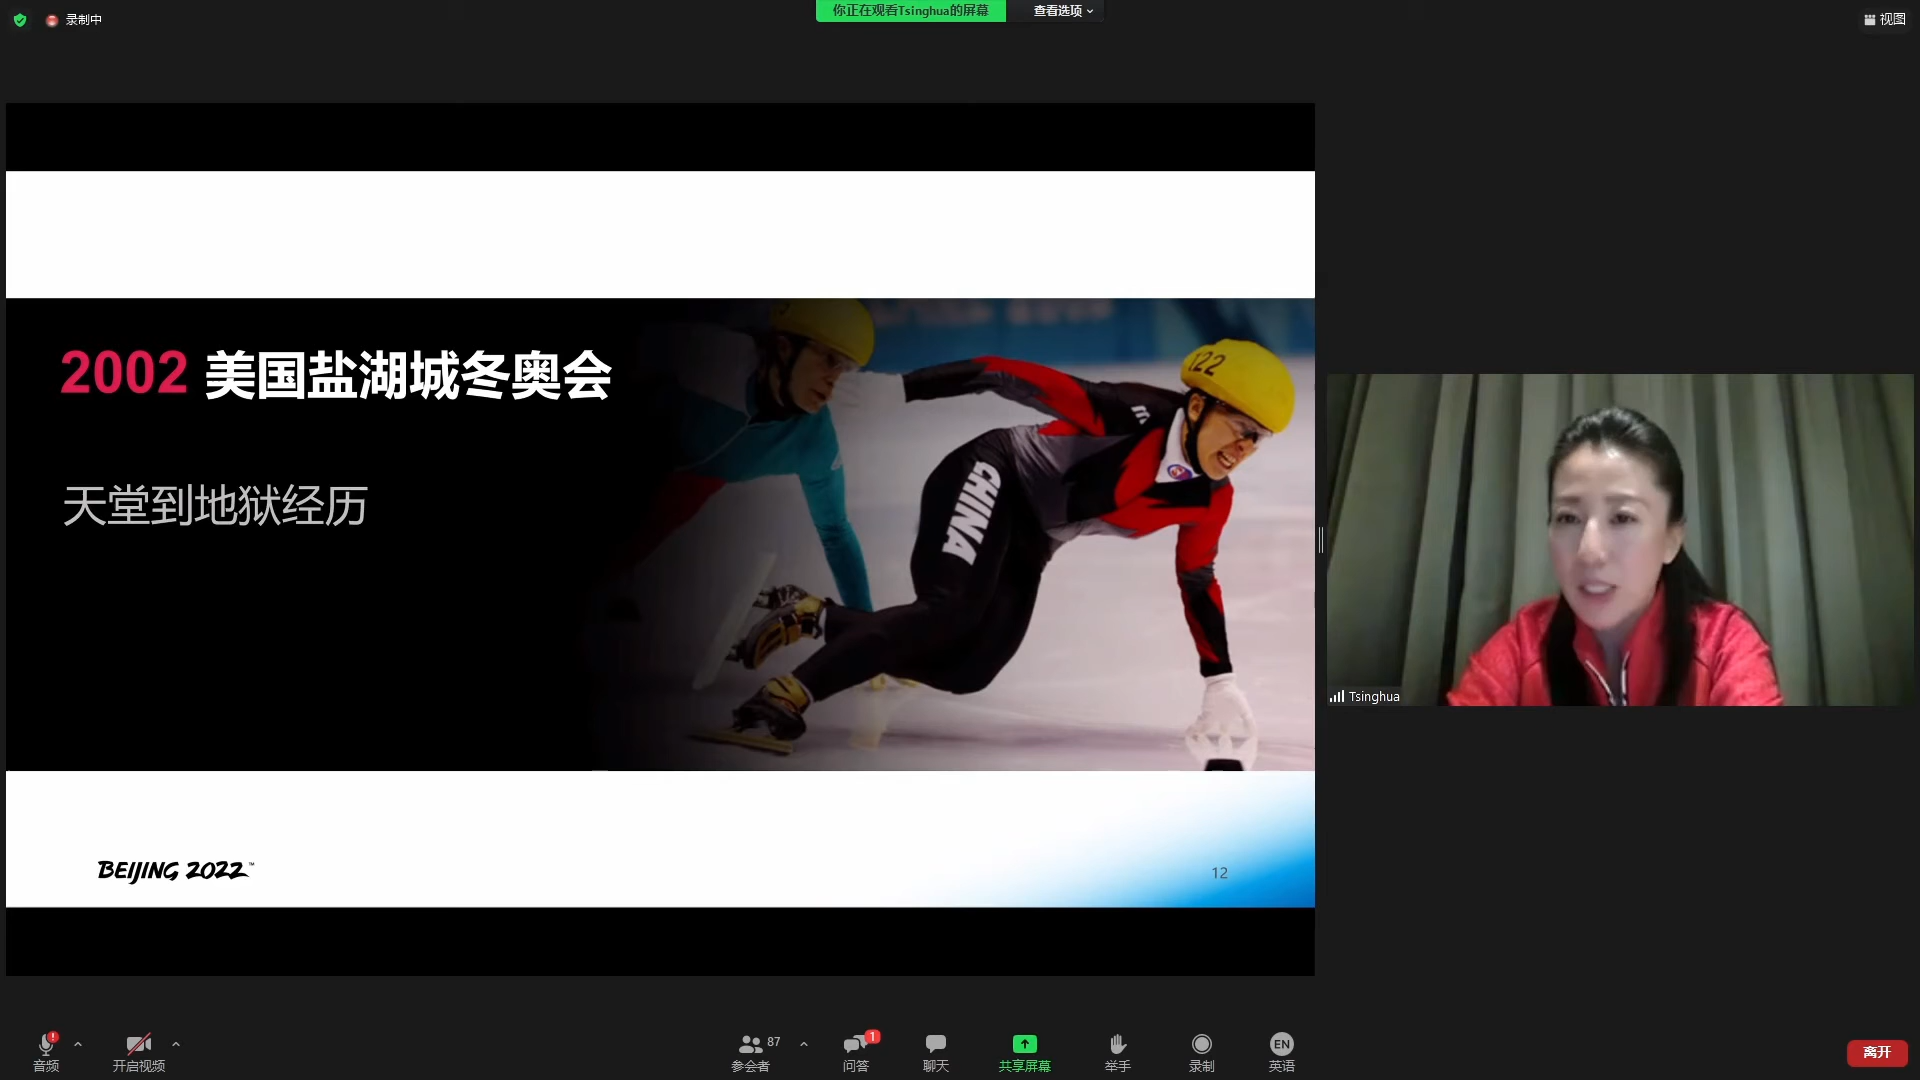 录制中
你正在观看Tsinghua的屏幕
查看选项
视图
2002 美国盐湖城冬奥会
天堂到地狱经历
122
CHINA
Tsinghua
BEIJING 2022™
12
音频
开启视频
87
参会者
1
问答
聊天
共享屏幕
举手
录制
EN
英语
离开